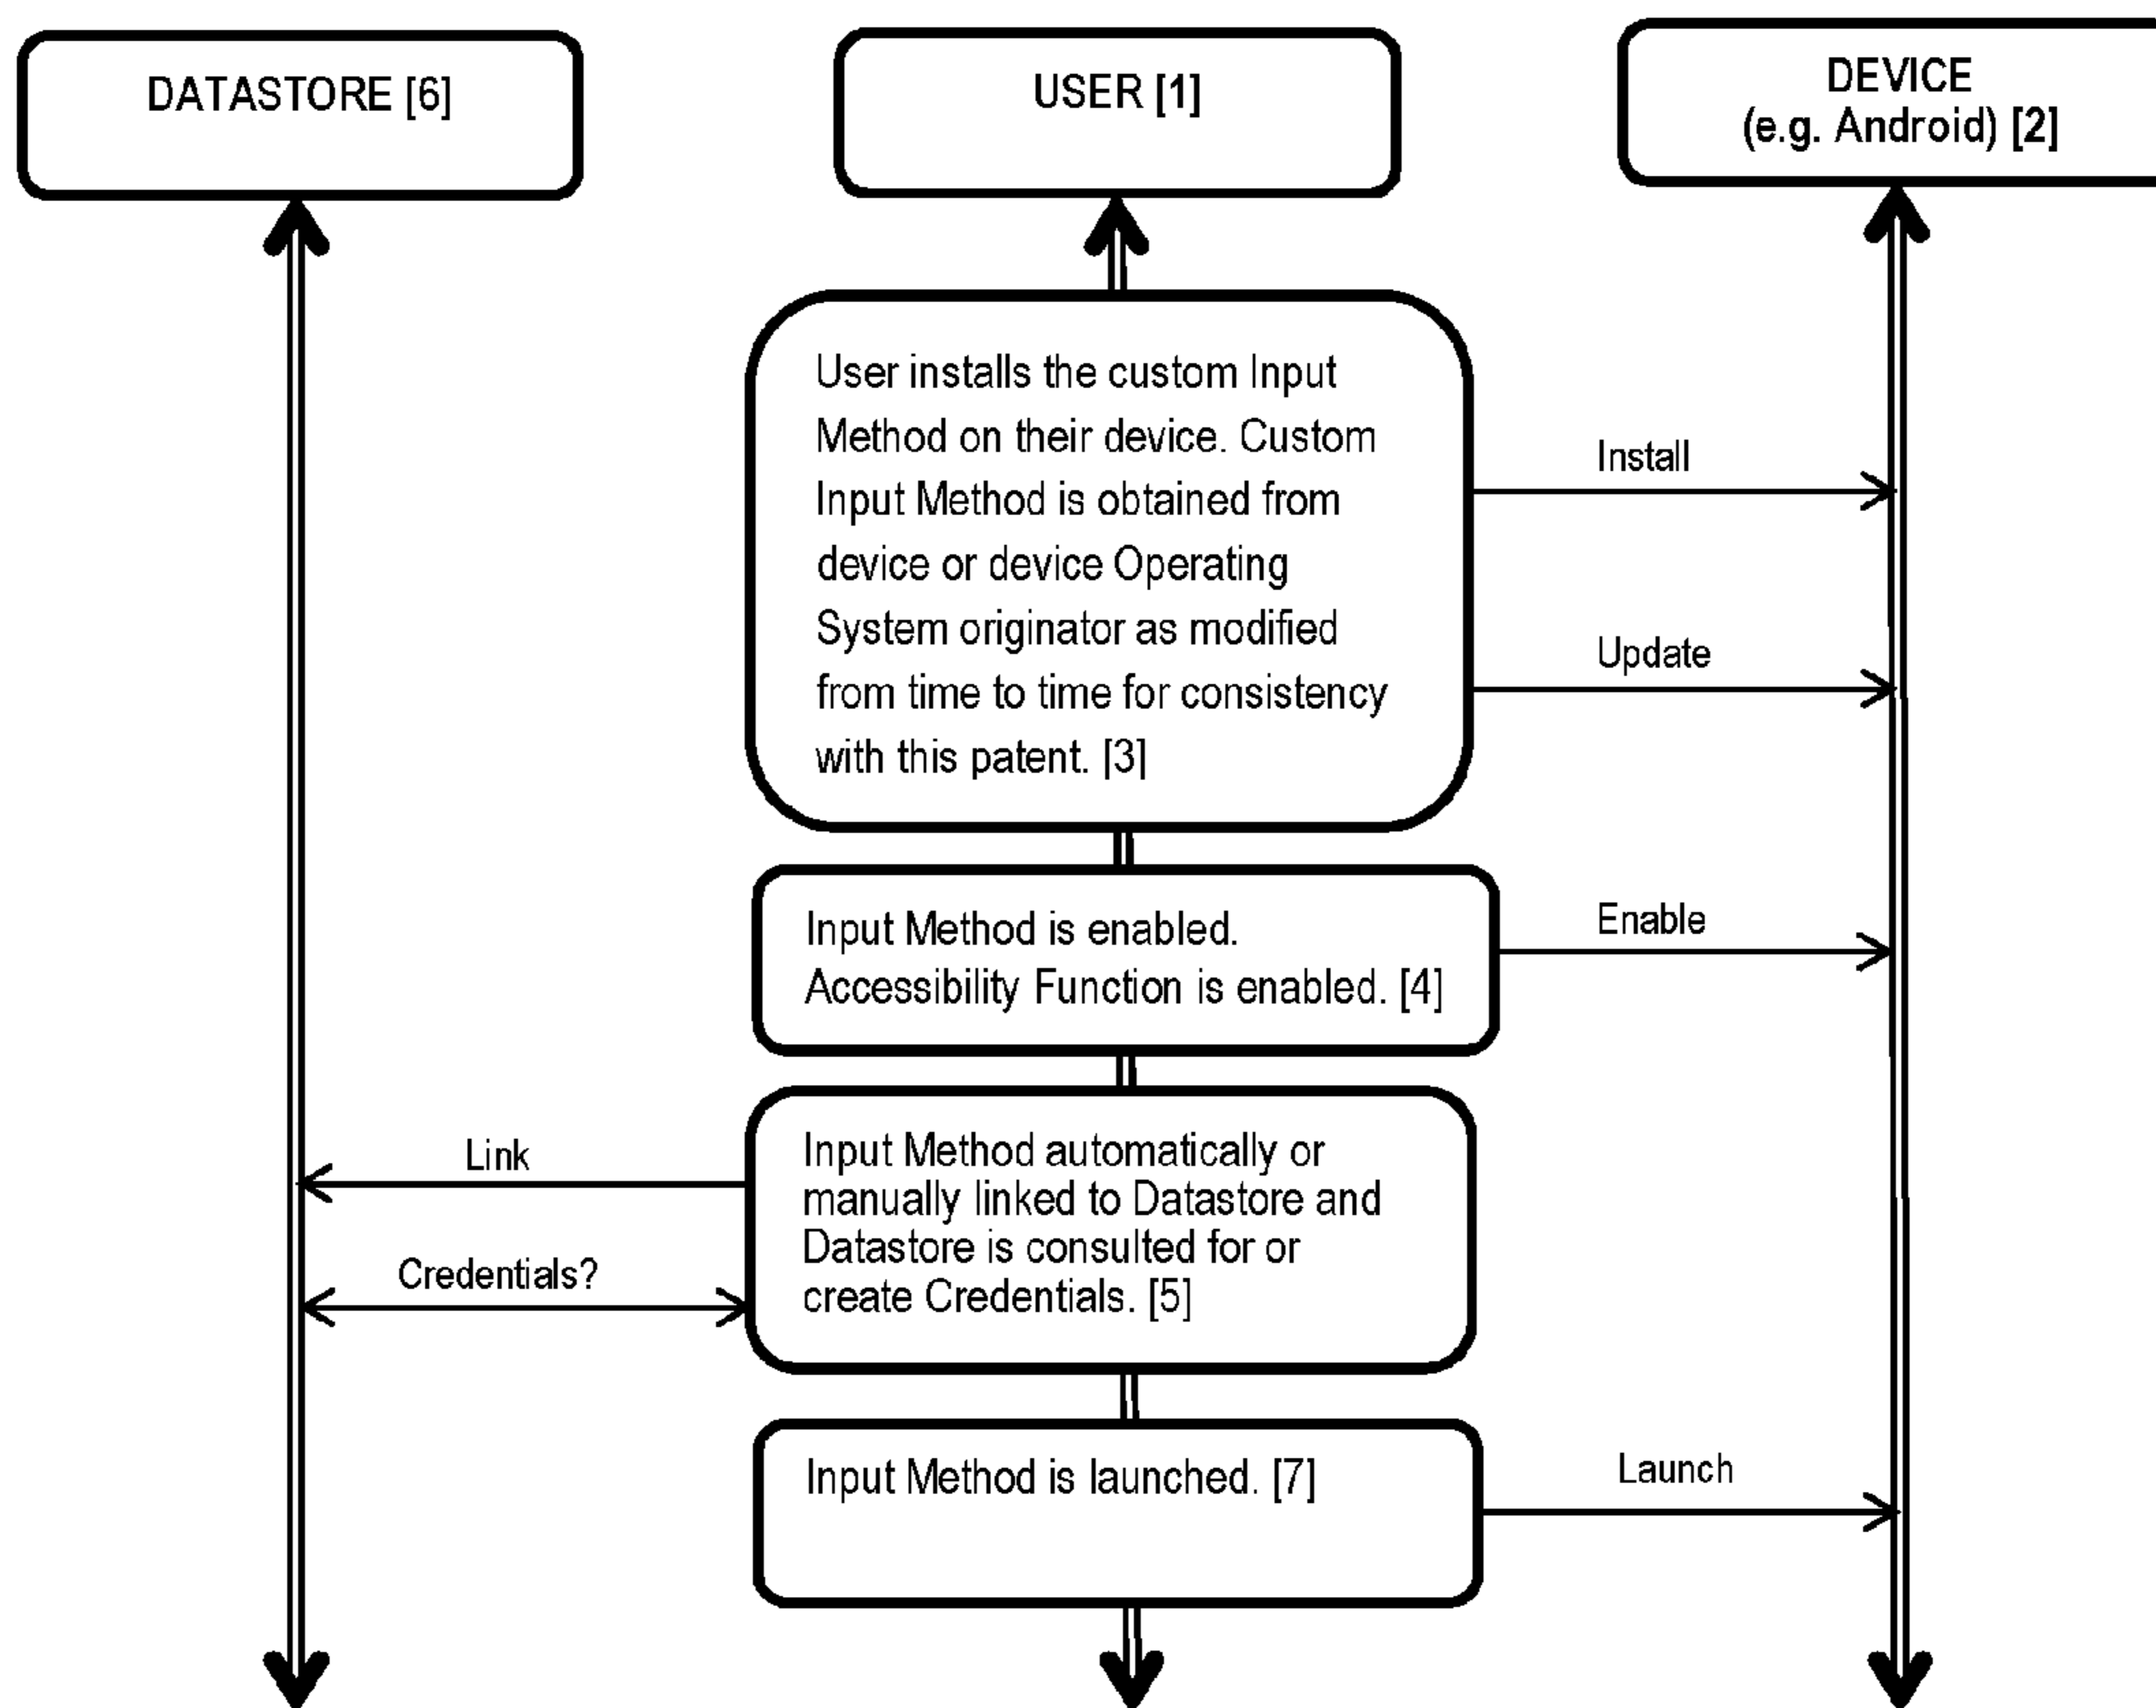 DATASTORE [6]
USER [1]
DEVICE
(e.g. Android) [2]
User installs the custom Input
Method on their device. Custom
Input Method is obtained from
device or device Operating
System originator as modified
from time to time for consistency
with this patent. [3]
Install
Update
Input Method is enabled.
Accessibility Function is enabled. [4]
Enable
Link
Credentials?
Input Method automatically or
manually linked to Datastore and
Datastore is consulted for or
create Credentials. [5]
Input Method is launched. [7]
Launch